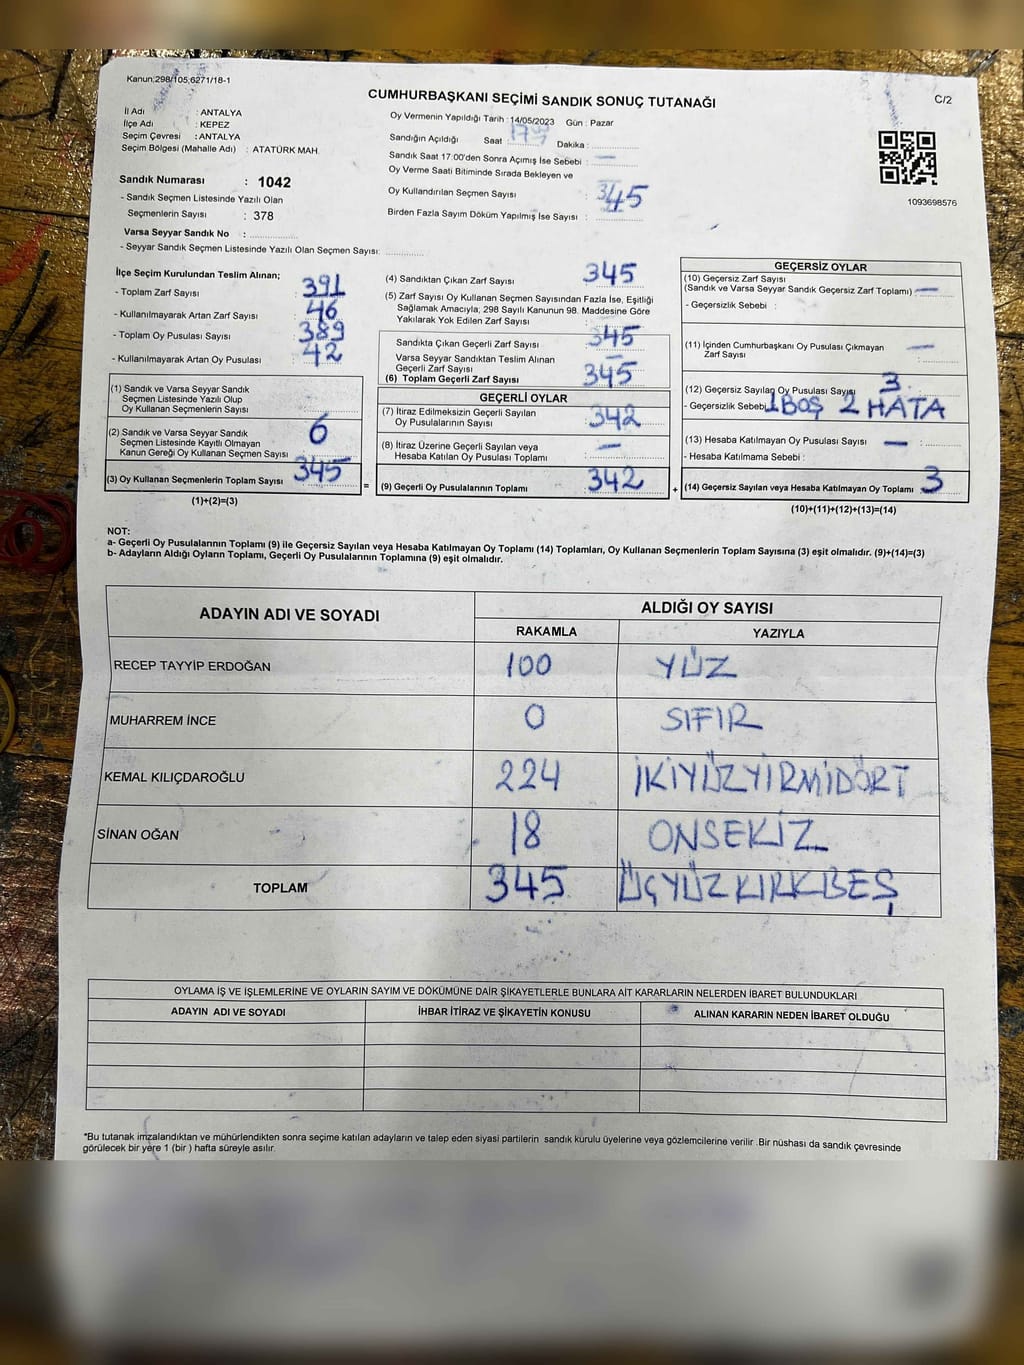 Kanun;298/105,6271/18-1
CUMHURBAŞKANI SEÇİMİ SANDIK SONUÇ TUTANAĞI
C/2
İl Adı : ANTALYA
İlçe Adı : KEPEZ
Seçim Çevresi : ANTALYA
Seçim Bölgesi (Mahalle Adı) : ATATÜRK MAH.
Oy Vermenin Yapıldığı Tarih : 14/05/2023 Gün : Pazar
Sandığın Açıldığı Saat Dakika :
Sandık Saat 17:00'den Sonra Açımış İse Sebebi : —
Oy Verme Saati Bitiminde Sırada Bekleyen ve
Oy Kullandırılan Seçmen Sayısı : 345
Birden Fazla Sayım Döküm Yapılmış İse Sayısı :
1093698576
Sandık Numarası : 1042
- Sandık Seçmen Listesinde Yazılı Olan
Seçmenlerin Sayısı : 378
Varsa Seyyar Sandık No :
- Seyyar Sandık Seçmen Listesinde Yazılı Olan Seçmen Sayısı:
İlçe Seçim Kurulundan Teslim Alınan;
- Toplam Zarf Sayısı : 391
- Kullanılmayarak Artan Zarf Sayısı : 46
- Toplam Oy Pusulası Sayısı : 389
- Kullanılmayarak Artan Oy Pusulası : 42
(1) Sandık ve Varsa Seyyar Sandık
Seçmen Listesinde Yazılı Olup
Oy Kullanan Seçmenlerin Sayısı
(2) Sandık ve Varsa Seyyar Sandık
Seçmen Listesinde Kayıtlı Olmayan
Kanun Gereği Oy Kullanan Seçmen Sayısı : 6
(3) Oy Kullanan Seçmenlerin Toplam Sayısı : 345
=
(1)+(2)=(3)
(4) Sandıktan Çıkan Zarf Sayısı : 345
(5) Zarf Sayısı Oy Kullanan Seçmen Sayısından Fazla İse, Eşitliği
Sağlamak Amacıyla; 298 Sayılı Kanunun 98. Maddesine Göre
Yakılarak Yok Edilen Zarf Sayısı :
Sandıkta Çıkan Geçerli Zarf Sayısı : 345
Varsa Seyyar Sandıktan Teslim Alınan
Geçerli Zarf Sayısı : —
(6) Toplam Geçerli Zarf Sayısı : 345
GEÇERLİ OYLAR
(7) İtiraz Edilmeksizin Geçerli Sayılan
Oy Pusulalarının Sayısı : 342
(8) İtiraz Üzerine Geçerli Sayılan veya
Hesaba Katılan Oy Pusulası Toplamı : —
(9) Geçerli Oy Pusulalarının Toplamı : 342
+
GEÇERSİZ OYLAR
(10) Geçersiz Zarf Sayısı
(Sandık ve Varsa Seyyar Sandık Geçersiz Zarf Toplamı) : —
- Geçersizlik Sebebi :
(11) İçinden Cumhurbaşkanı Oy Pusulası Çıkmayan
Zarf Sayısı : —
(12) Geçersiz Sayılan Oy Pusulası Sayısı : 3
- Geçersizlik Sebebi : 1 BOŞ 2 HATA
(13) Hesaba Katılmayan Oy Pusulası Sayısı : —
- Hesaba Katılmama Sebebi :
(14) Geçersiz Sayılan veya Hesaba Katılmayan Oy Toplamı : 3
(10)+(11)+(12)+(13)=(14)
NOT:
a- Geçerli Oy Pusulalarının Toplamı (9) ile Geçersiz Sayılan veya Hesaba Katılmayan Oy Toplamı (14) Toplamları, Oy Kullanan Seçmenlerin Toplam Sayısına (3) eşit olmalıdır. (9)+(14)=(3)
b- Adayların Aldığı Oyların Toplamı, Geçerli Oy Pusulalarının Toplamına (9) eşit olmalıdır.
ADAYIN ADI VE SOYADI ALDIĞI OY SAYISI
RAKAMLA YAZIYLA
RECEP TAYYİP ERDOĞAN 100 YÜZ
MUHARREM İNCE 0 SIFIR
KEMAL KILIÇDAROĞLU 224 İKİYÜZYİRMİDÖRT
SİNAN OĞAN 18 ONSEKİZ
TOPLAM 345 ÜÇYÜZKIRKBEŞ
OYLAMA İŞ VE İŞLEMLERİNE VE OYLARIN SAYIM VE DÖKÜMÜNE DAİR ŞİKAYETLERLE BUNLARA AİT KARARLARIN NELERDEN İBARET BULUNDUKLARI
ADAYIN ADI VE SOYADI İHBAR İTİRAZ VE ŞİKAYETİN KONUSU ALINAN KARARIN NEDEN İBARET OLDUĞU
*Bu tutanak imzalandıktan ve mühürlendikten sonra seçime katılan adayların ve talep eden siyasi partilerin sandık kurulu üyelerine veya gözlemcilerine verilir .Bir nüshası da sandık çevresinde
görülecek bir yere 1 (bir ) hafta süreyle asılır.